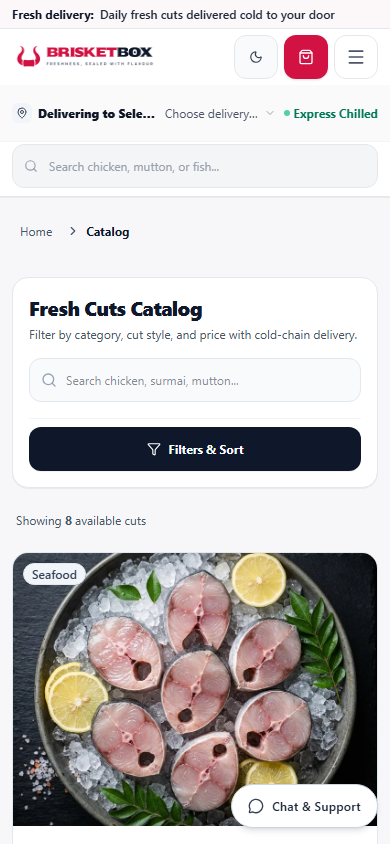 Fresh delivery: Daily fresh cuts delivered cold to your door
BRISKETBOX
FRESHNESS, SEALED WITH FLAVOUR
Delivering to Sele... Choose delivery... Express Chilled
Search chicken, mutton, or fish...
Home > Catalog
Fresh Cuts Catalog
Filter by category, cut style, and price with cold-chain delivery.
Search chicken, surmai, mutton...
Filters & Sort
Showing 8 available cuts
Seafood
Chat & Support